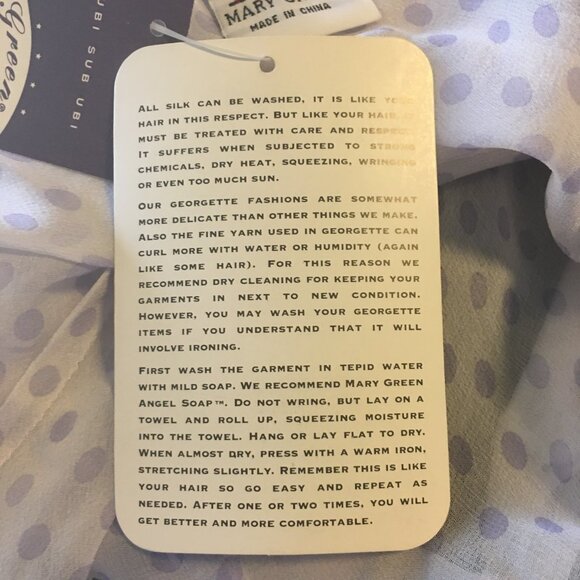 Green®
UBI SUB UBI
MARY
MADE IN CHINA
ALL SILK CAN BE WASHED, IT IS LIKE YOUR
HAIR IN THIS RESPECT. BUT LIKE YOUR HAIR, IT
MUST BE TREATED WITH CARE AND RESPECT.
IT SUFFERS WHEN SUBJECTED TO STRONG
CHEMICALS, DRY HEAT, SQUEEZING, WRINGING
OR EVEN TOO MUCH SUN.
OUR GEORGETTE FASHIONS ARE SOMEWHAT
MORE DELICATE THAN OTHER THINGS WE MAKE.
ALSO THE FINE YARN USED IN GEORGETTE CAN
CURL MORE WITH WATER OR HUMIDITY (AGAIN
LIKE SOME HAIR). FOR THIS REASON WE
RECOMMEND DRY CLEANING FOR KEEPING YOUR
GARMENTS IN NEXT TO NEW CONDITION.
HOWEVER, YOU MAY WASH YOUR GEORGETTE
ITEMS IF YOU UNDERSTAND THAT IT WILL
INVOLVE IRONING.
FIRST WASH THE GARMENT IN TEPID WATER
WITH MILD SOAP. WE RECOMMEND MARY GREEN
ANGEL SOAP™. DO NOT WRING, BUT LAY ON A
TOWEL AND ROLL UP, SQUEEZING MOISTURE
INTO THE TOWEL. HANG OR LAY FLAT TO DRY.
WHEN ALMOST DRY, PRESS WITH A WARM IRON,
STRETCHING SLIGHTLY. REMEMBER THIS IS LIKE
YOUR HAIR SO GO EASY AND REPEAT AS
NEEDED. AFTER ONE OR TWO TIMES, YOU WILL
GET BETTER AND MORE COMFORTABLE.